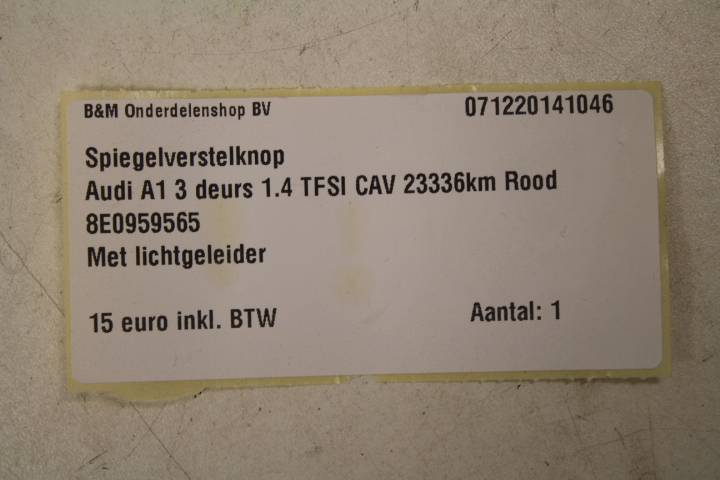 B&M Onderdelenshop BV 071220141046
Spiegelverstelknop
Audi A1 3 deurs 1.4 TFSI CAV 23336km Rood
8E0959565
Met lichtgeleider
15 euro inkl. BTW Aantal: 1